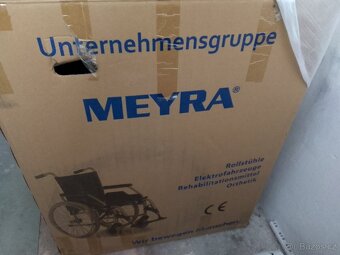 Unternehmensgruppe
MEYRA®
Rollstühle
Elektrofahrzeuge
Rehabilitationsmittel
Orthetik
CE
Wir bewegen Menschen